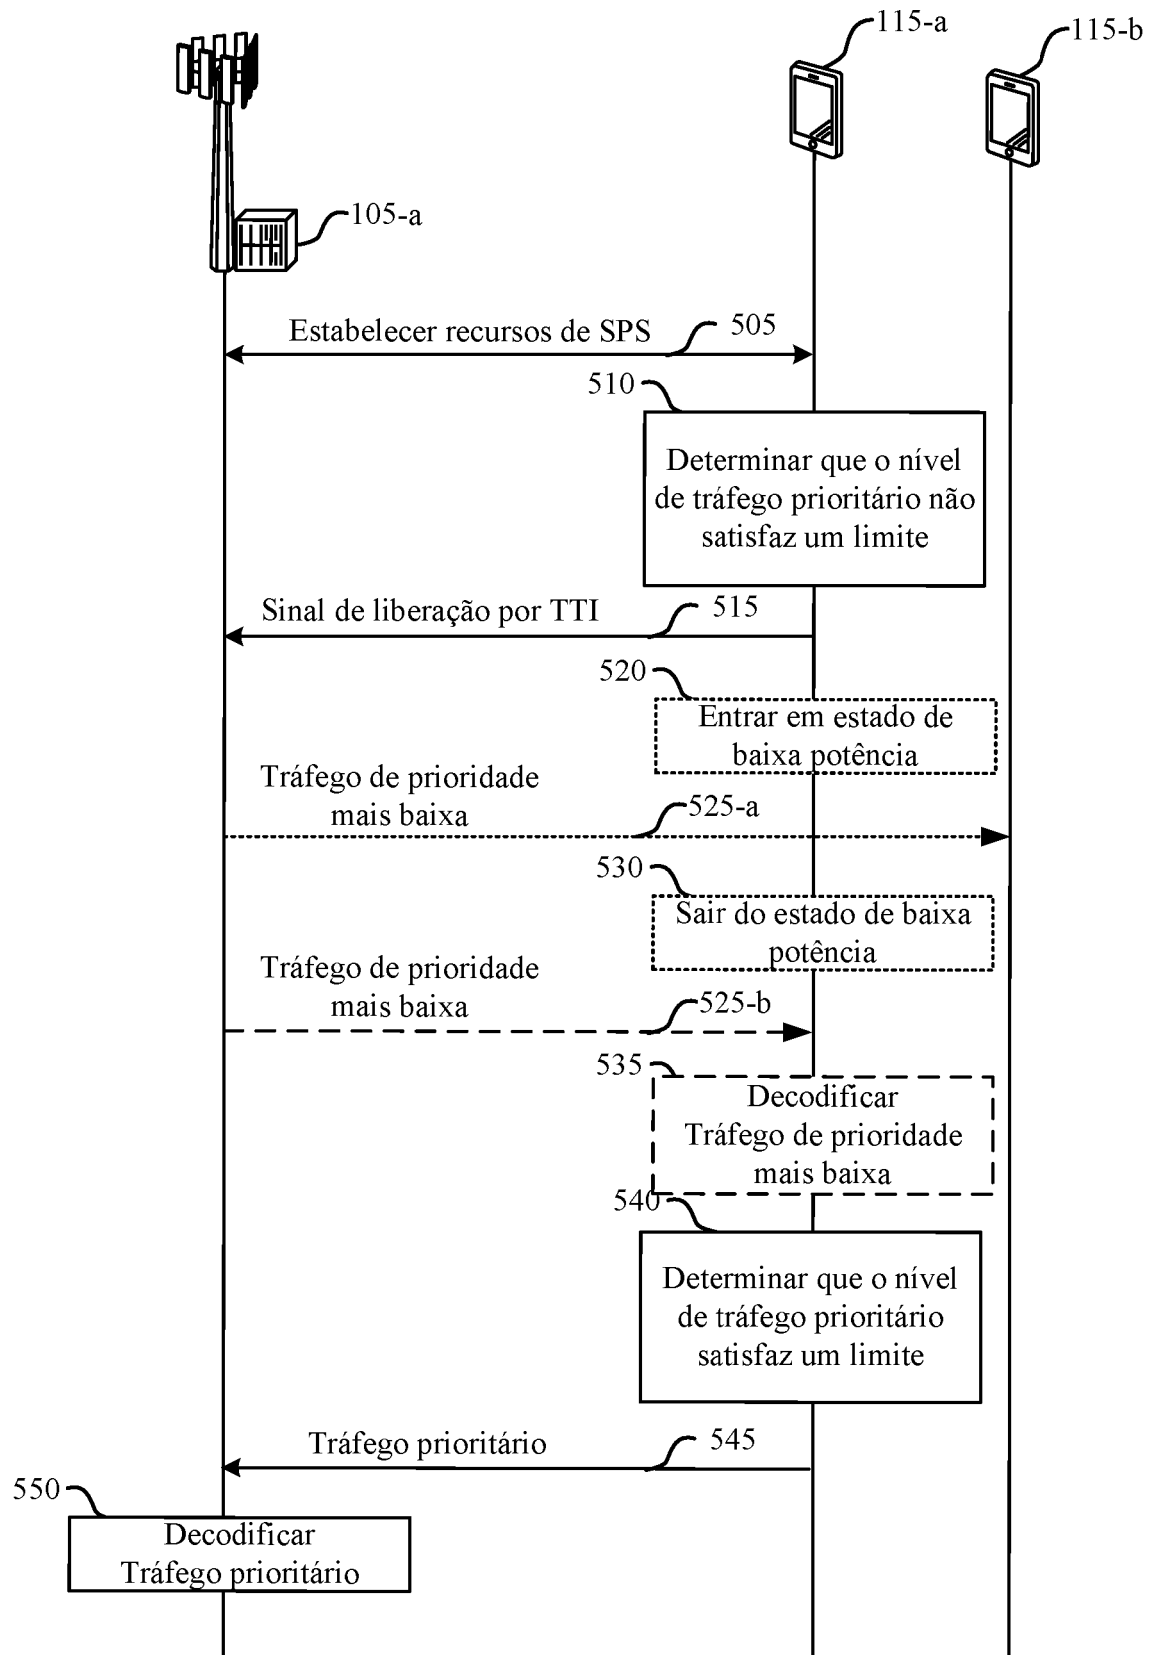 115-a
115-b
105-a
Estabelecer recursos de SPS
505
510
Determinar que o nível
de tráfego prioritário não
satisfaz um limite
Sinal de liberação por TTI
515
520
Entrar em estado de
baixa potência
Tráfego de prioridade
mais baixa
525-a
530
Sair do estado de baixa
potência
Tráfego de prioridade
mais baixa
525-b
535
Decodificar
Tráfego de prioridade
mais baixa
540
Determinar que o nível
de tráfego prioritário
satisfaz um limite
Tráfego prioritário
545
550
Decodificar
Tráfego prioritário